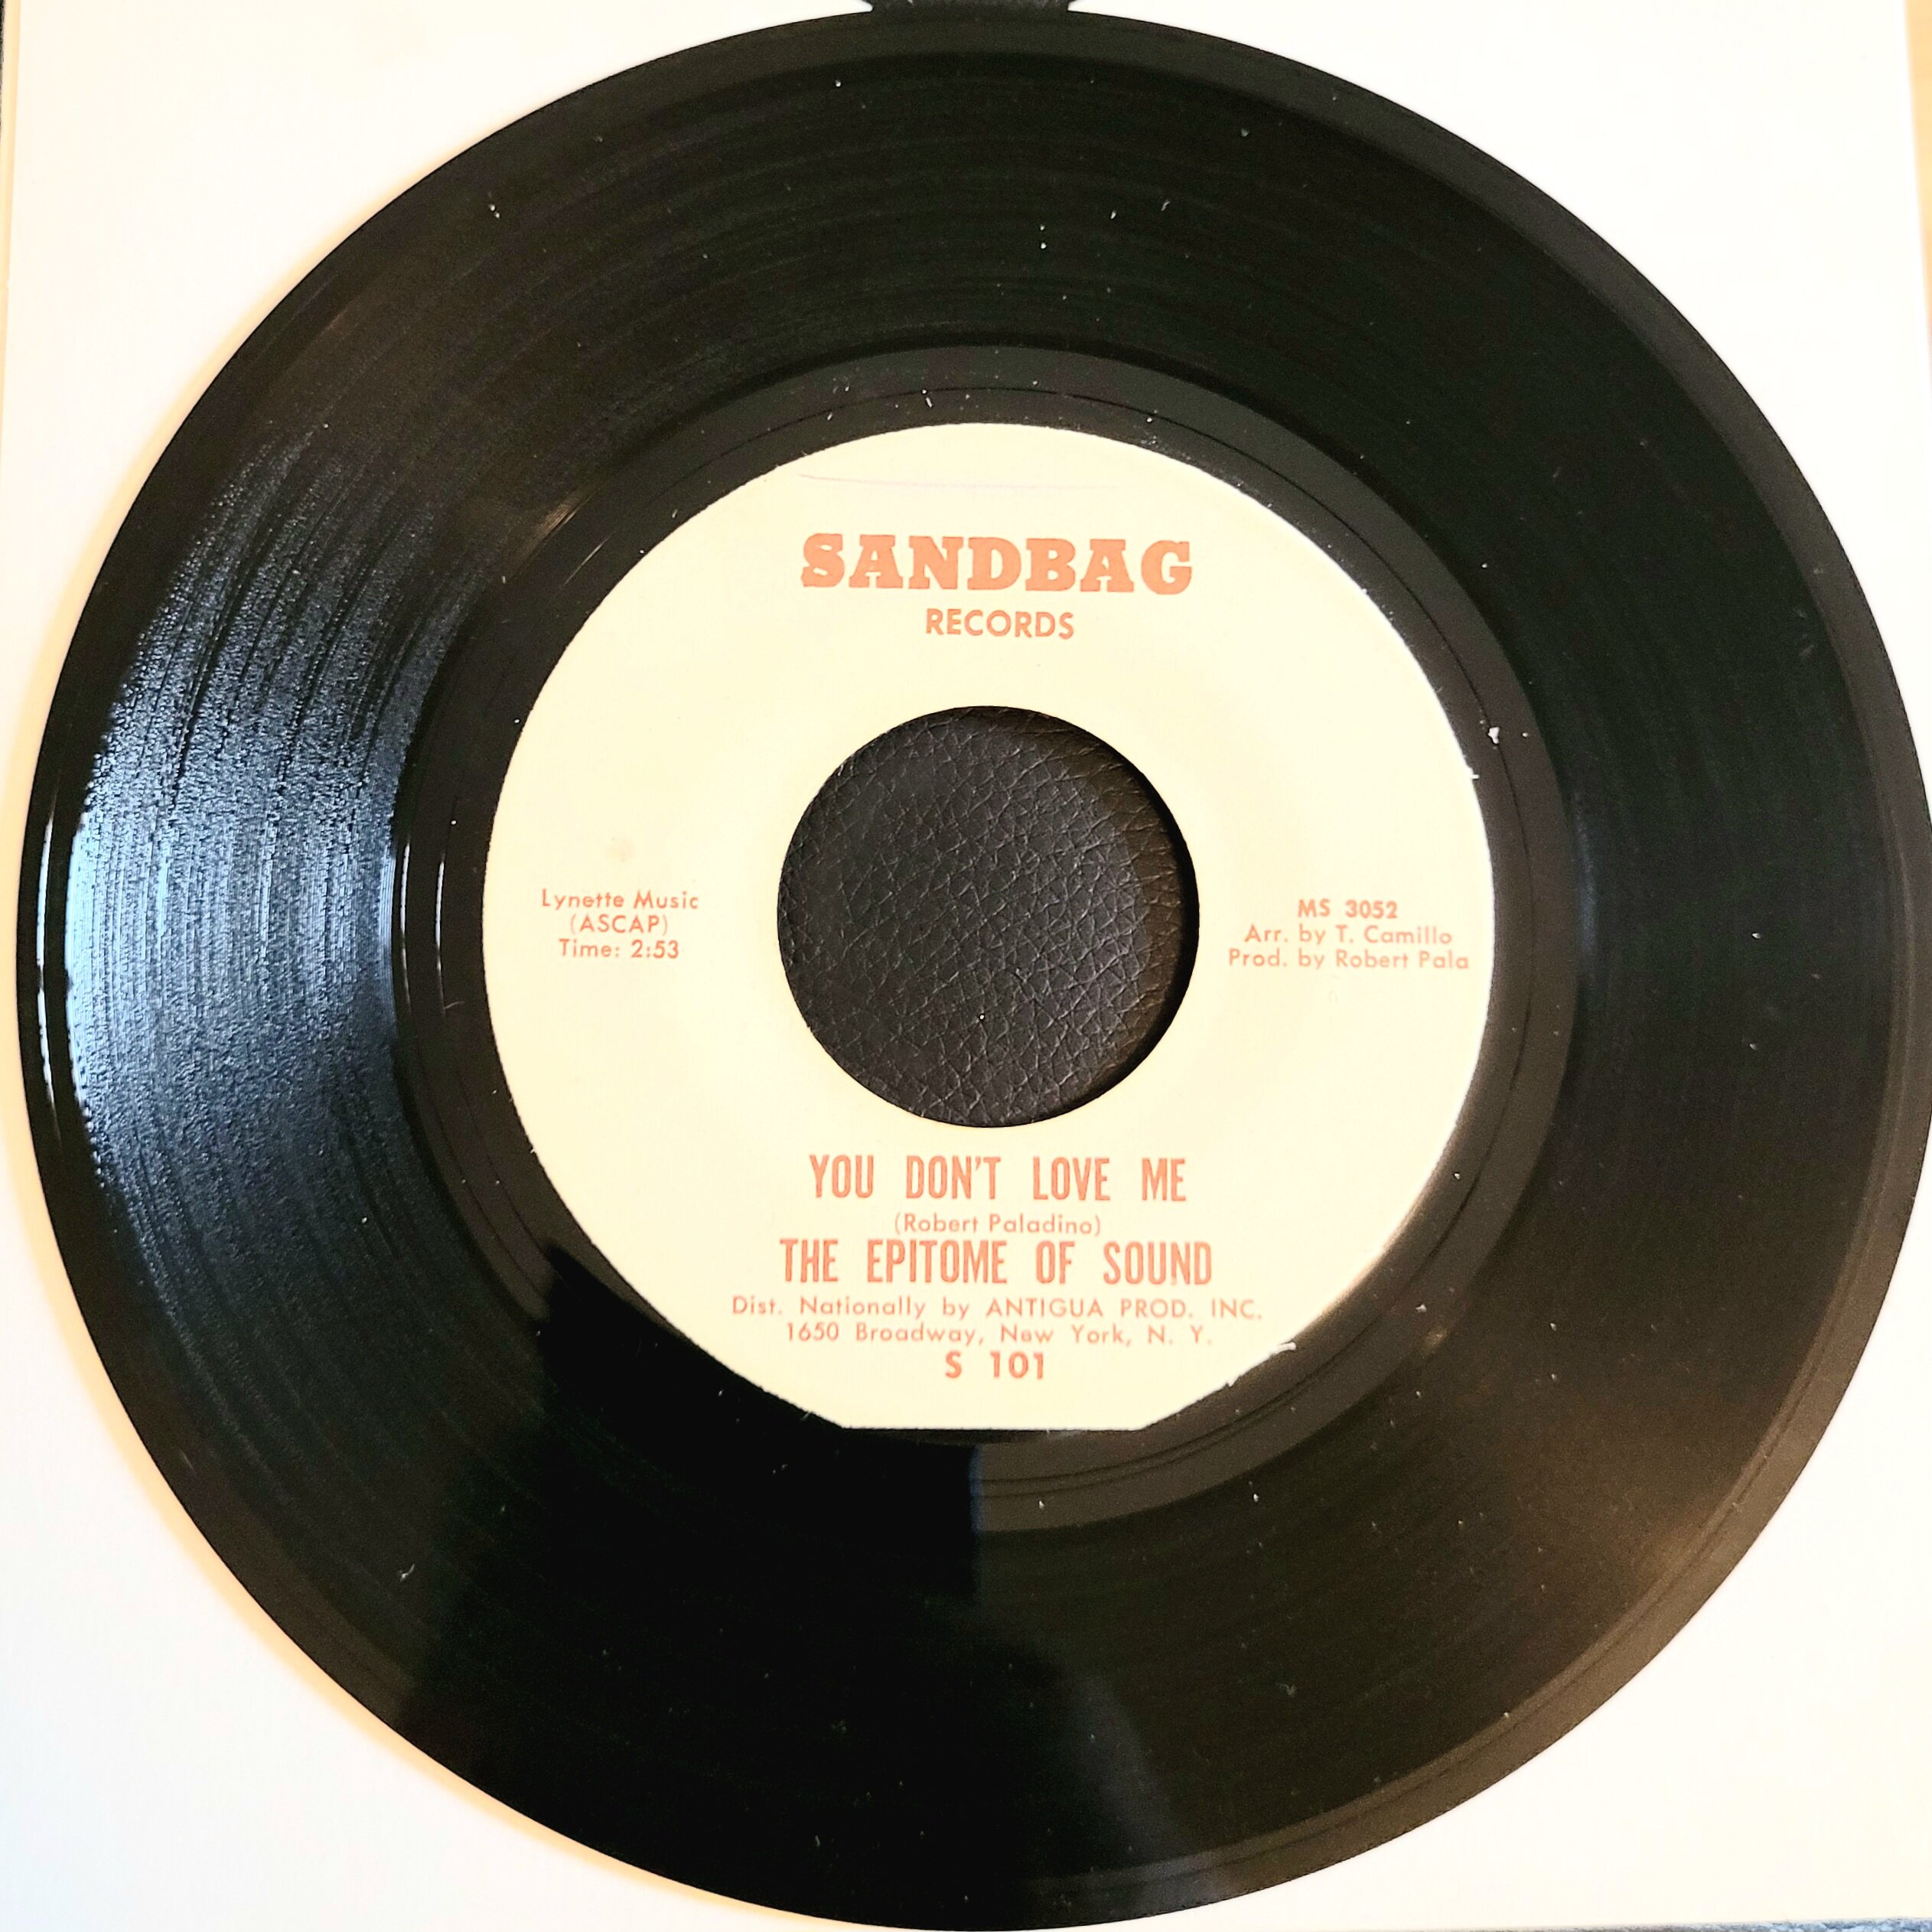 SANDBAG
RECORDS
Lynette Music
(ASCAP)
Time: 2:53
MS 3052
Arr. by T. Camillo
Prod. by Robert Pala
YOU DON'T LOVE ME
(Robert Paladino)
THE EPITOME OF SOUND
Dist. Nationally by ANTIGUA PROD. INC.
1650 Broadway, New York, N. Y.
S 101